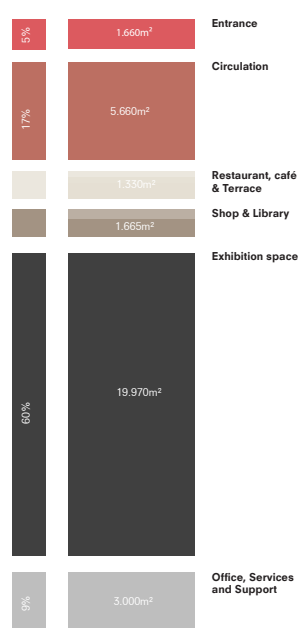 5%
1.660m²
Entrance
17%
5.660m²
Circulation
1.330m²
Restaurant, café
& Terrace
1.665m²
Shop & Library
60%
19.970m²
Exhibition space
9%
3.000m²
Office, Services
and Support